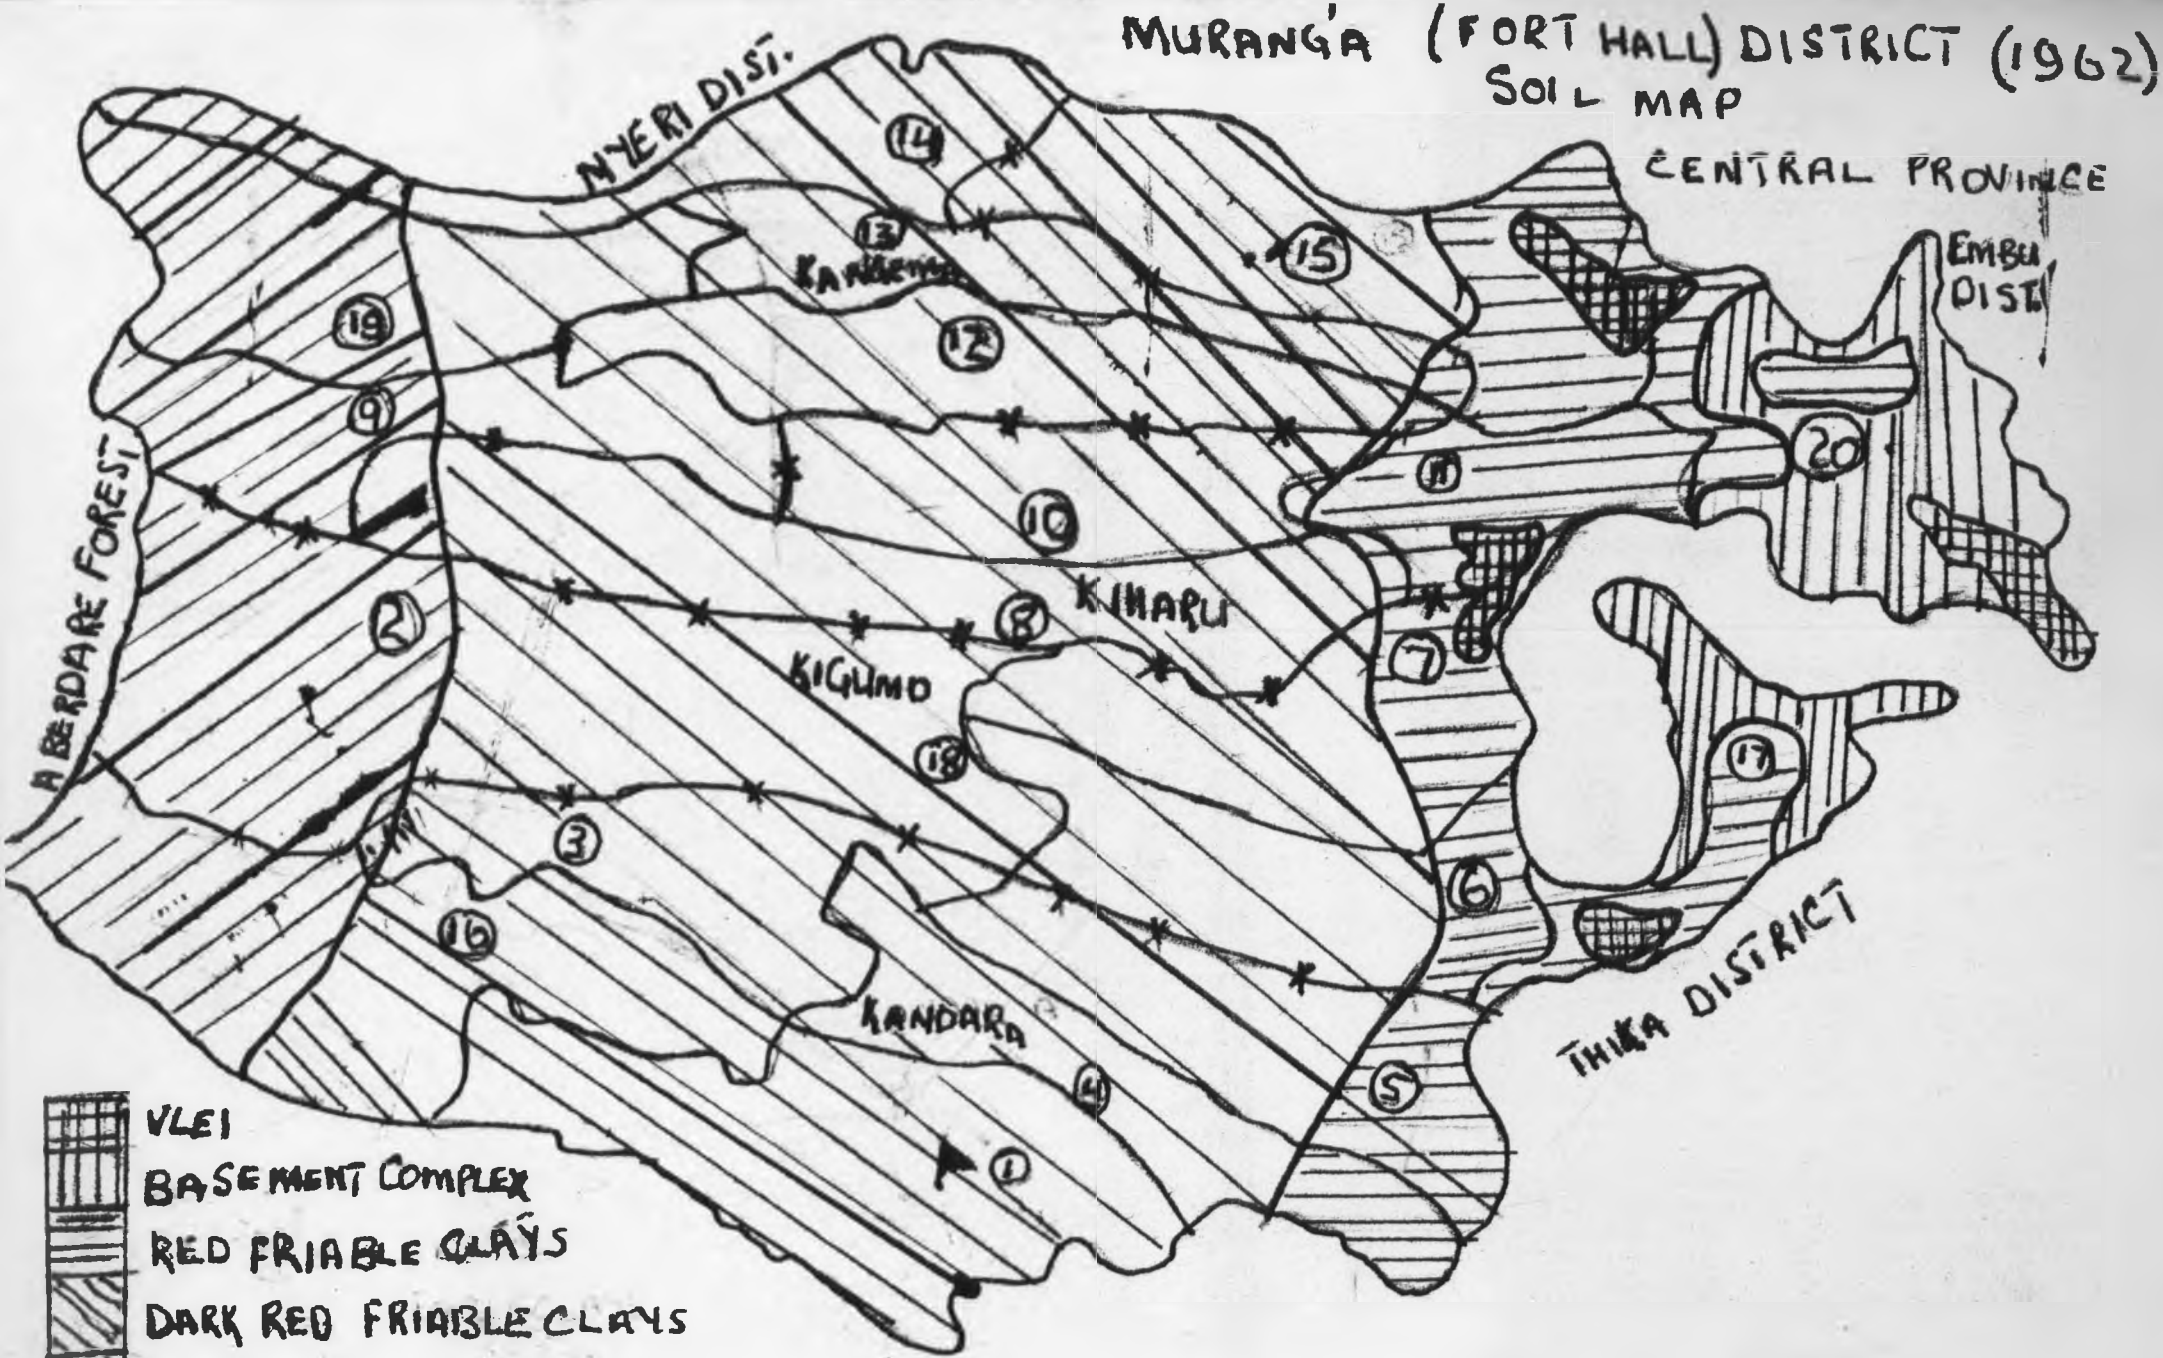 MURANG'A (FORT HALL) DISTRICT (1962)
SOIL MAP
CENTRAL PROVINCE
NYERI DIST.
EMBU
DIST.
ABERDARE FOREST
14
13
KANGEMA
15
19
12
9
11
20
10
2
8
KIHARU
7
KIGUMO
18
17
3
6
16
KANDARA
THIKA DISTRICT
4
5
1
VLEI
BASEMENT COMPLEX
RED FRIABLE CLAYS
DARK RED FRIABLE CLAYS